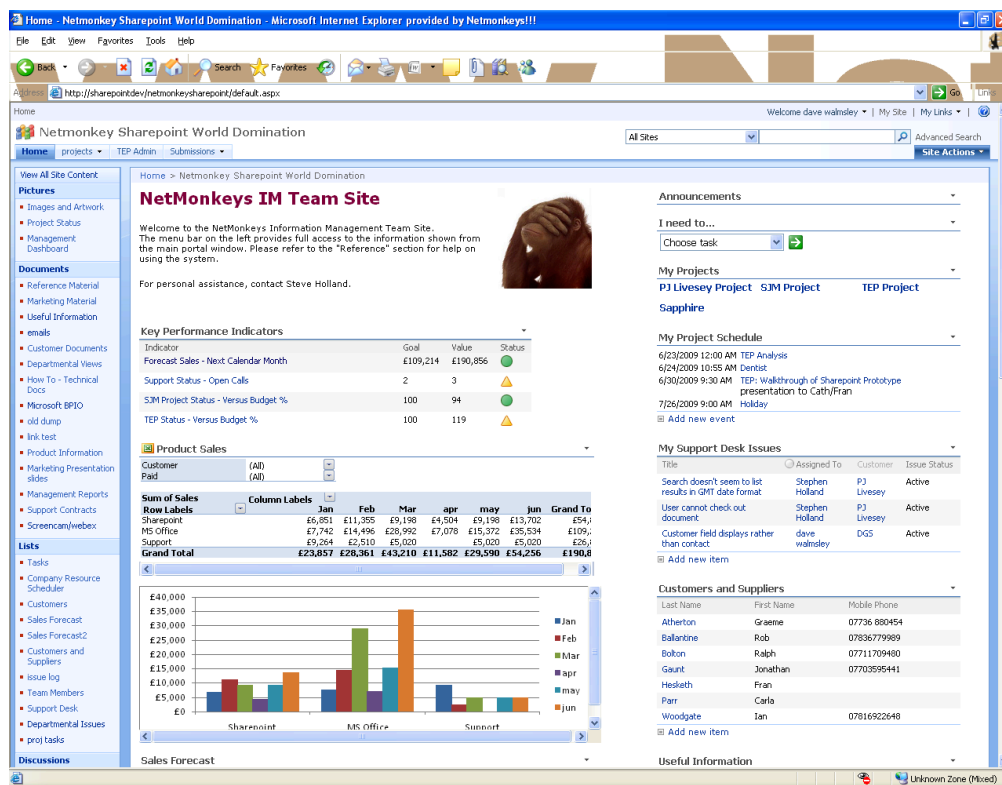 Home - Netmonkey Sharepoint World Domination - Microsoft Internet Explorer provided by Netmonkeys!!!
File Edit View Favorites Tools Help
Back Search Favorites
Address http://sharepointdev/netmonkeysharepoint/default.aspx Go Links
Home
Welcome dave walmsley | My Site | My Links
Netmonkey Sharepoint World Domination
All Sites Advanced Search
Home projects TEP Admin Submissions Site Actions
View All Site Content
Pictures
Images and Artwork
Project Status
Management
Dashboard
Documents
Reference Material
Marketing Material
Useful Information
emails
Customer Documents
Departmental Views
How To - Technical
Docs
Microsoft BPIO
old dump
link test
Product Information
Marketing Presentation
slides
Management Reports
Support Contracts
Screencam/webex
Lists
Tasks
Company Resource
Scheduler
Customers
Sales Forecast
Sales Forecast2
Customers and
Suppliers
issue log
Team Members
Support Desk
Departmental Issues
proj tasks
Discussions
Home > Netmonkey Sharepoint World Domination
NetMonkeys IM Team Site
Welcome to the NetMonkeys Information Management Team Site.
The menu bar on the left provides full access to the information shown from
the main portal window. Please refer to the "Reference" section for help on
using the system.
For personal assistance, contact Steve Holland.
Key Performance Indicators
Indicator Goal Value Status
Forecast Sales - Next Calendar Month £109,214 £190,856
Support Status - Open Calls 2 3
SJM Project Status - Versus Budget % 100 94
TEP Status - Versus Budget % 100 119
Product Sales
Customer (All)
Paid (All)
Sum of Sales Column Labels
Row Labels Jan Feb Mar apr may jun Grand To
Sharepoint £6,851 £11,355 £9,198 £4,504 £9,198 £13,702 £54,
MS Office £7,742 £14,496 £28,992 £7,078 £15,372 £35,534 £109,
Support £9,264 £2,510 £5,020 £5,020 £5,020 £26,
Grand Total £23,857 £28,361 £43,210 £11,582 £29,590 £54,256 £190,8
£40,000
£35,000
£30,000
£25,000
£20,000
£15,000
£10,000
£5,000
£0
Sharepoint MS Office Support
Jan
Feb
Mar
apr
may
jun
Sales Forecast
Announcements
I need to...
Choose task
My Projects
PJ Livesey Project SJM Project TEP Project
Sapphire
My Project Schedule
6/23/2009 12:00 AM TEP Analysis
6/24/2009 10:55 AM Dentist
6/30/2009 9:30 AM TEP: Walkthrough of Sharepoint Prototype
presentation to Cath/Fran
7/26/2009 9:00 AM Holiday
Add new event
My Support Desk Issues
Title Assigned To Customer Issue Status
Search doesn't seem to list Stephen PJ Active
results in GMT date format Holland Livesey
User cannot check out Stephen PJ Active
document Holland Livesey
Customer field displays rather dave DGS Active
than contact walmsley
Add new item
Customers and Suppliers
Last Name First Name Mobile Phone
Atherton Graeme 07736 880454
Ballantine Rob 07836779989
Bolton Ralph 07711709480
Gaunt Jonathan 07703595441
Hesketh Fran
Parr Carla
Woodgate Ian 07816922648
Add new item
Useful Information
Unknown Zone (Mixed)